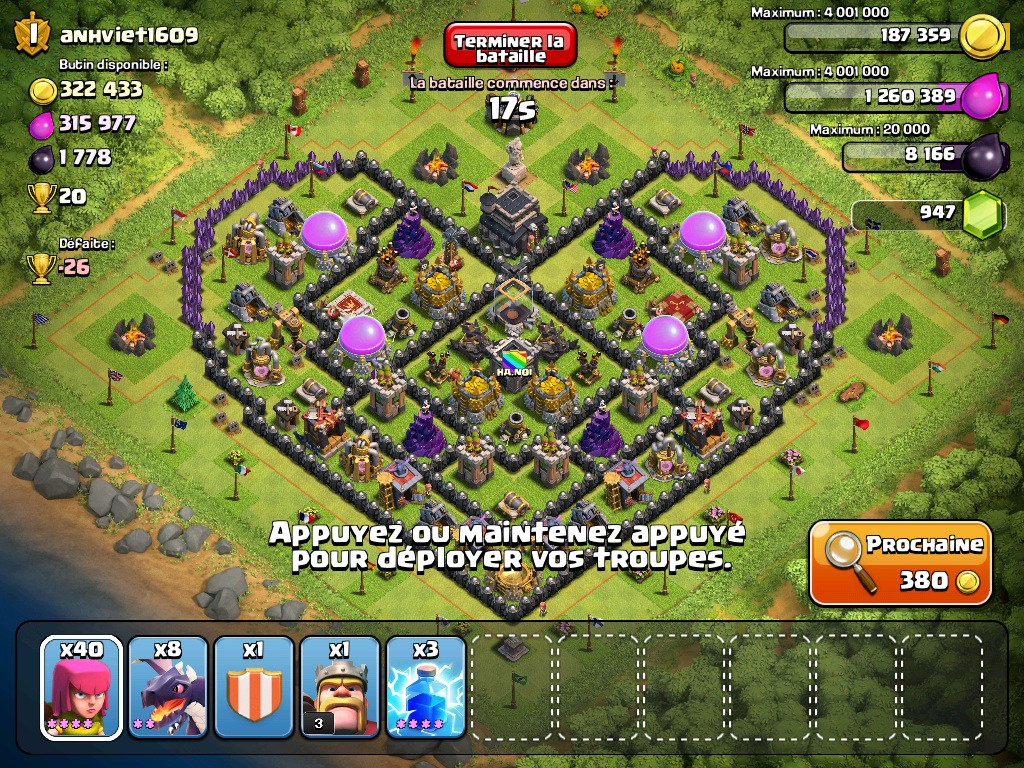 1
anhviet1609
Butin disponible :
322 433
315 977
1 778
20
Défaite :
-26
Terminer la
bataille
La bataille commence dans :
17s
Maximum : 4 001 000
187 359
Maximum : 4 001 000
1 260 389
Maximum : 20 000
8 166
947
HA.NOI
Appuyez ou maintenez appuyé
pour déployer vos troupes.
Prochaine
380
x40
x8
x1
x1
3
x3